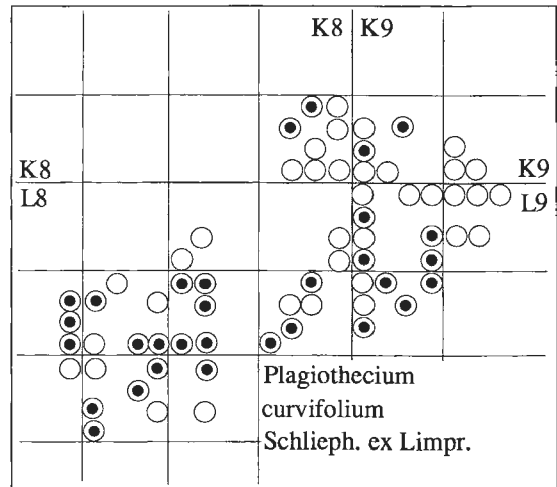 K8 K9
K8 K9
L8 L9
Plagiothecium
curvifolium
Schlieph. ex Limpr.